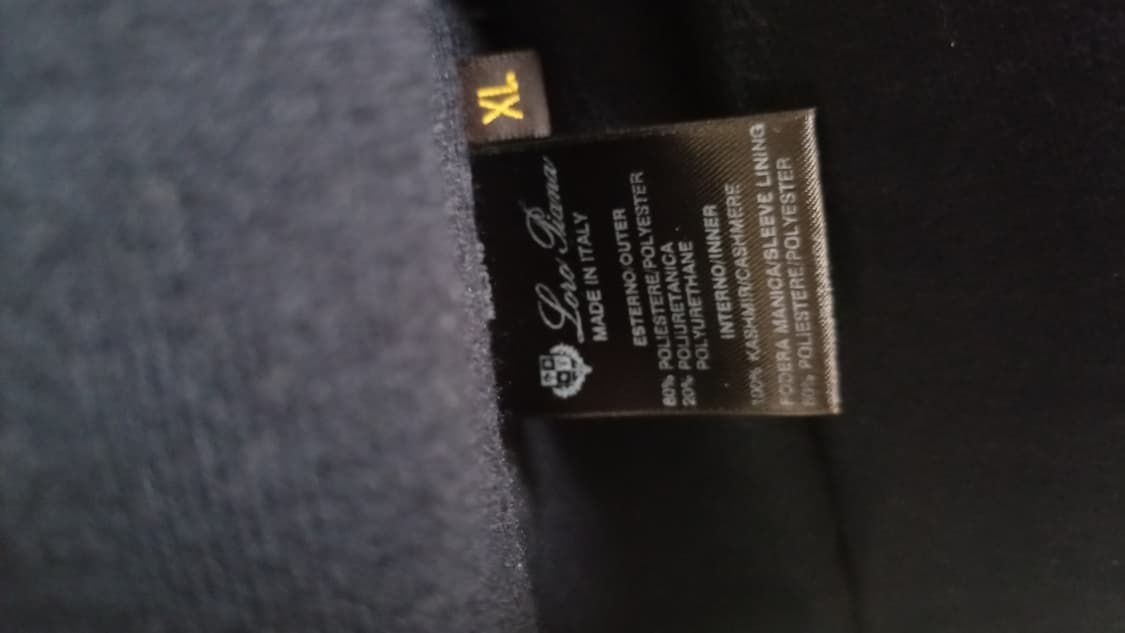 XL
Loro Piana
MADE IN ITALY
ESTERNO/OUTER
80% POLIESTERE/POLYESTER
20% POLIURETANICA
POLYURETHANE
INTERNO/INNER
100% KASHMIR/CASHMERE
FODERA MANICA/SLEEVE LINING
POLIESTERE/POLYESTER